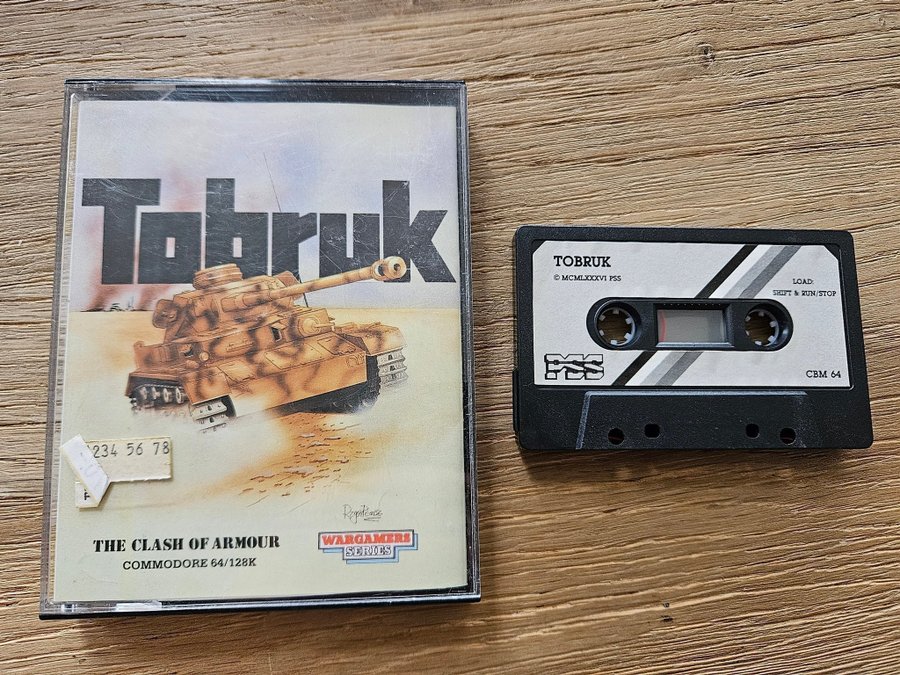 Tobruk
1234 56 78
THE CLASH OF ARMOUR
COMMODORE 64/128K
WARGAMERS
SERIES
TOBRUK
© MCMLXXXVI PSS
LOAD:
SHIFT & RUN/STOP
PSS
CBM 64